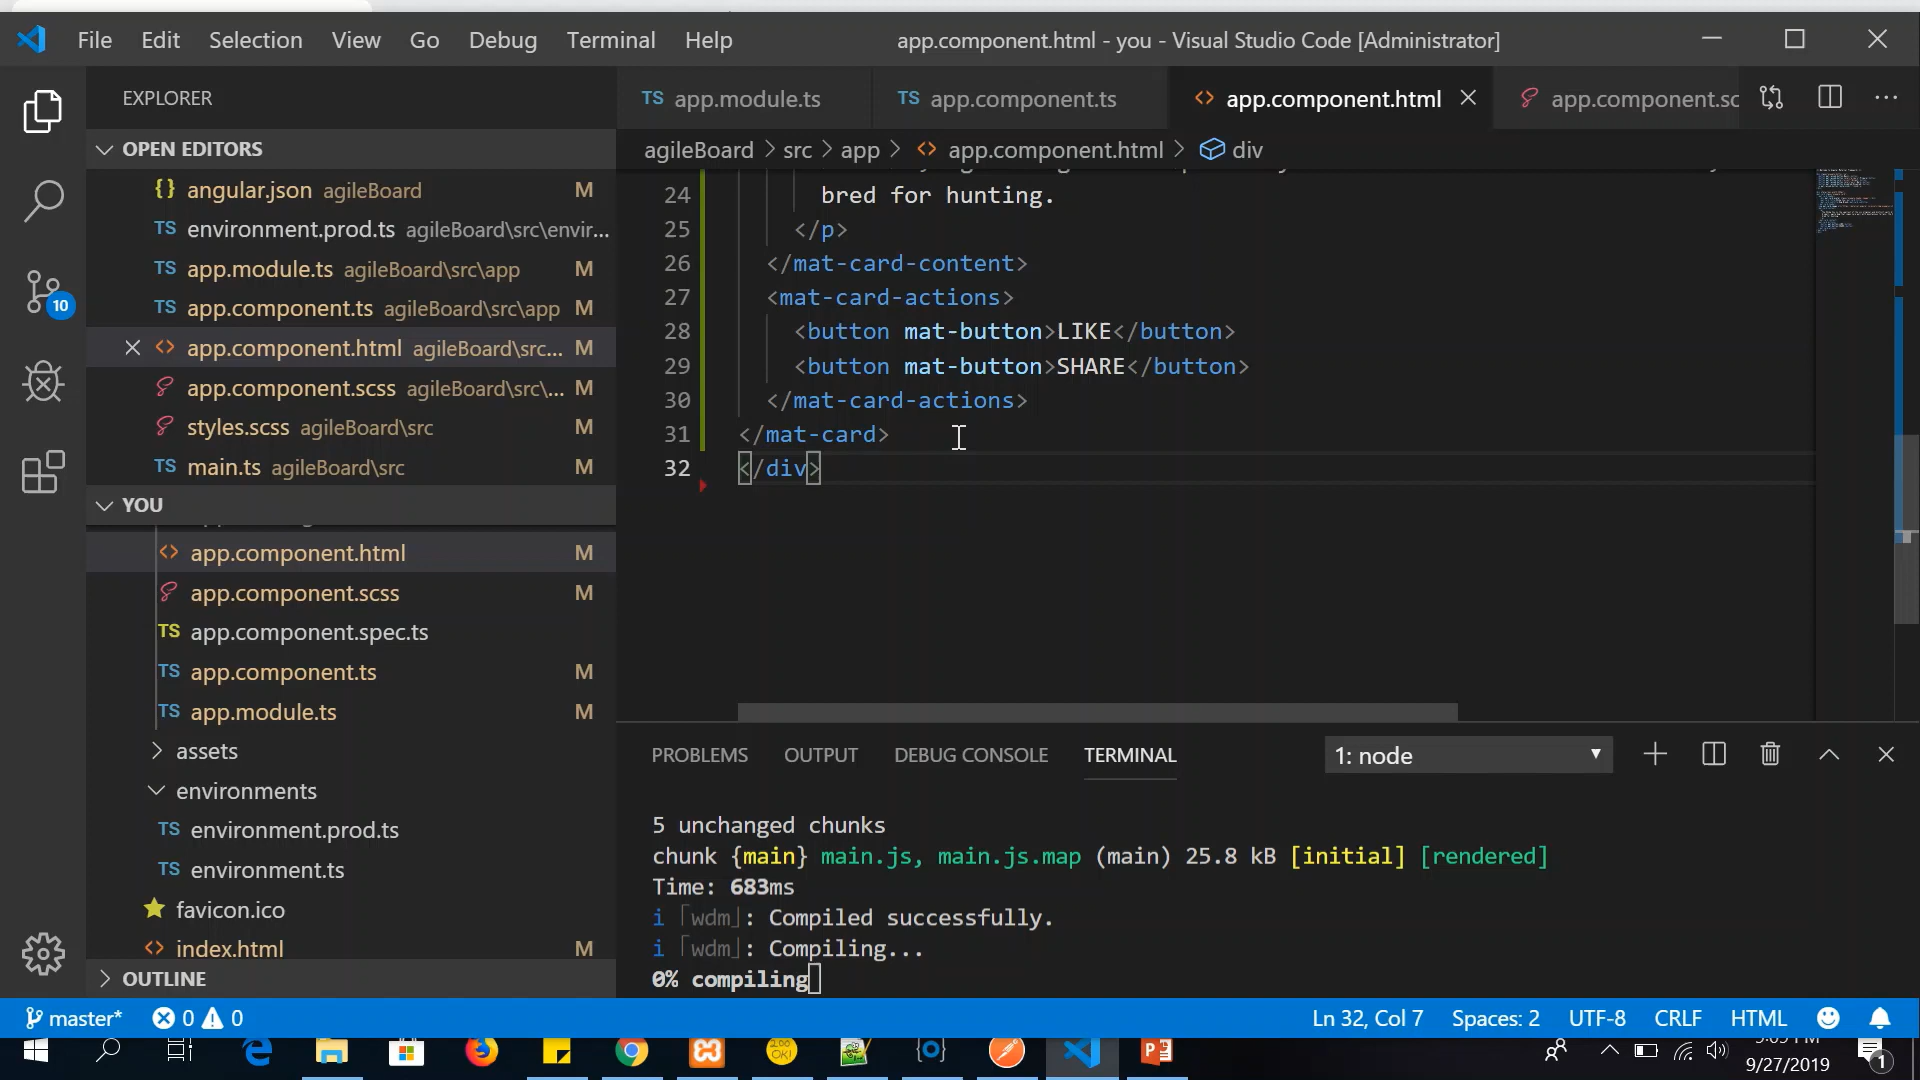 File Edit Selection View Go Debug Terminal Help app.component.html - you - Visual Studio Code [Administrator]
EXPLORER
TS app.module.ts TS app.component.ts <> app.component.html app.component.sc
agileBoard > src > app > <> app.component.html > div
OPEN EDITORS
{} angular.json agileBoard M
TS environment.prod.ts agileBoard\src\envir...
TS app.module.ts agileBoard\src\app M
TS app.component.ts agileBoard\src\app M
<> app.component.html agileBoard\src... M
app.component.scss agileBoard\src\... M
styles.scss agileBoard\src M
main.ts agileBoard\src M
TS
YOU
<> app.component.html M
app.component.scss M
TS app.component.spec.ts
TS app.component.ts M
TS app.module.ts M
assets
environments
TS environment.prod.ts
TS environment.ts
favicon.ico
<> index.html M
OUTLINE
24 bred for hunting.
25 </p>
26 </mat-card-content>
27 <mat-card-actions>
28 <button mat-button>LIKE</button>
29 <button mat-button>SHARE</button>
30 </mat-card-actions>
31 </mat-card>
32 </div>
PROBLEMS OUTPUT DEBUG CONSOLE TERMINAL 1: node
5 unchanged chunks
chunk {main} main.js, main.js.map (main) 25.8 kB [initial] [rendered]
Time: 683ms
i ｢wdm｣: Compiled successfully.
i ｢wdm｣: Compiling...
0% compiling
master* 0 0 Ln 32, Col 7 Spaces: 2 UTF-8 CRLF HTML
10
9/27/2019
1